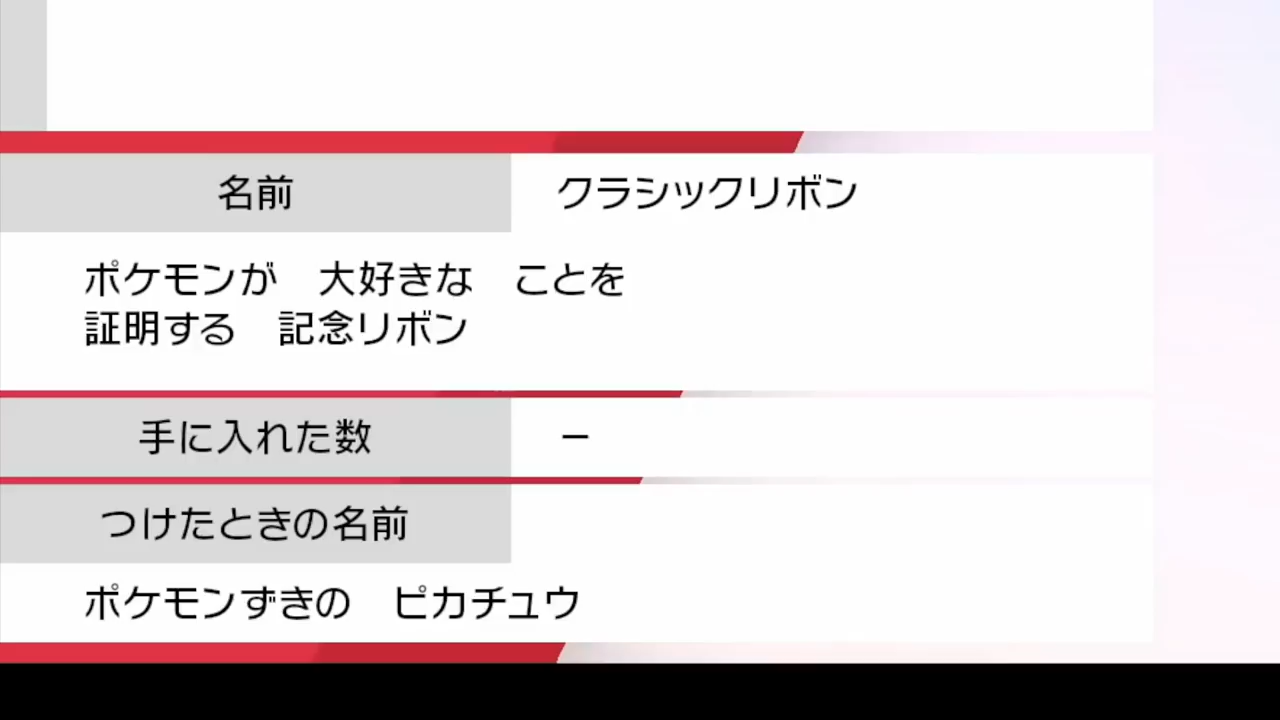 名前
クラシックリボン
ポケモンが　大好きな　ことを
証明する　記念リボン
手に入れた数
ー
つけたときの名前
ポケモンずきの　ピカチュウ